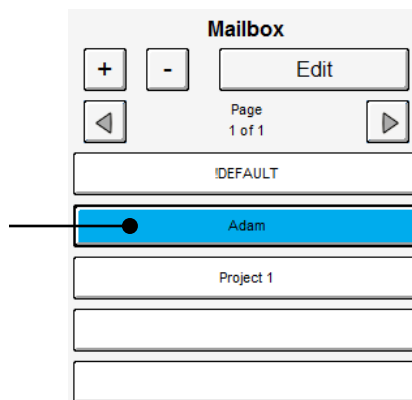 Mailbox
+ - Edit
Page
1 of 1
!DEFAULT
Adam
Project 1